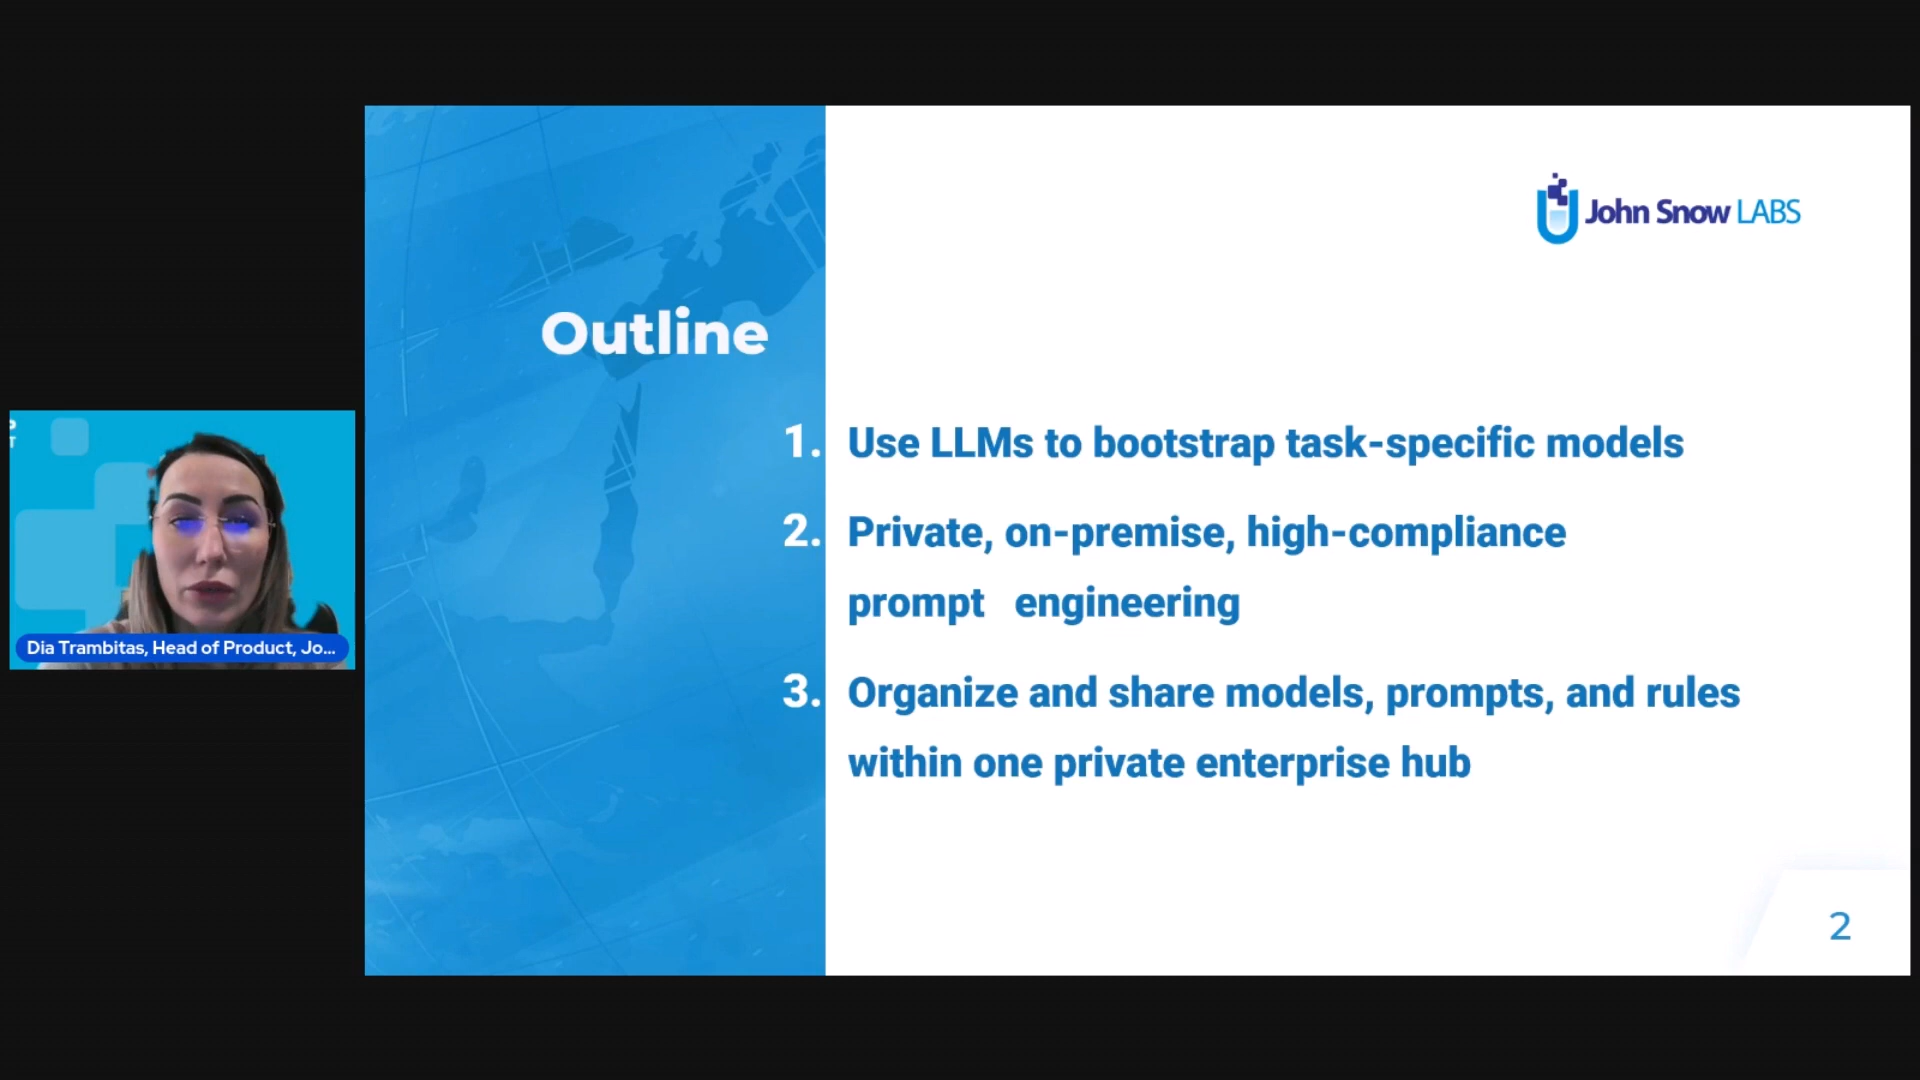 John Snow LABS
Outline
1. Use LLMs to bootstrap task-specific models
2. Private, on-premise, high-compliance
prompt engineering
3. Organize and share models, prompts, and rules
within one private enterprise hub
Dia Trambitas, Head of Product, Jo...
2